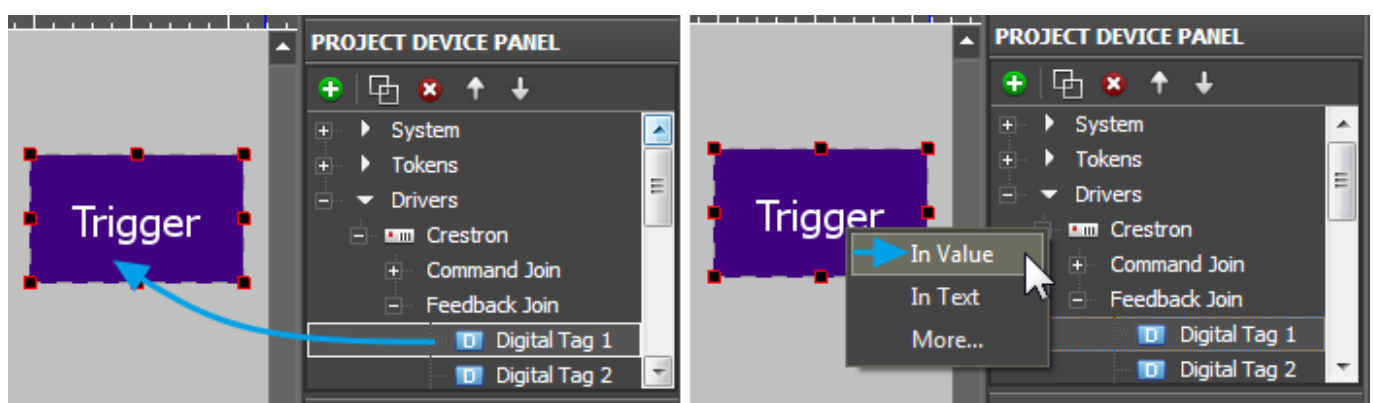 PROJECT DEVICE PANEL
System
Tokens
Drivers
Crestron
Command Join
Feedback Join
D Digital Tag 1
D Digital Tag 2
Trigger
PROJECT DEVICE PANEL
System
Tokens
Drivers
Crestron
Command Join
Feedback Join
D Digital Tag 1
D Digital Tag 2
Trigger
In Value
In Text
More...